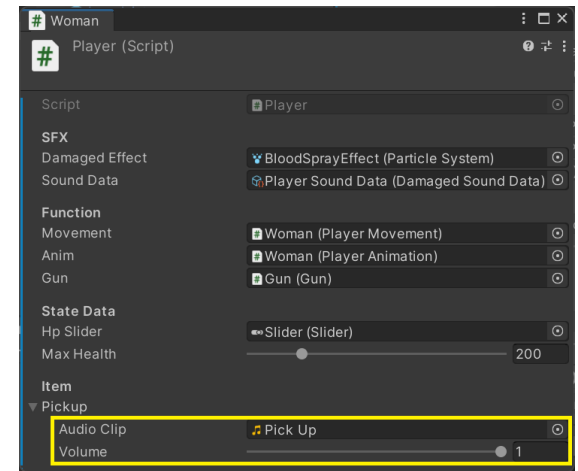 # Woman
# Player (Script)
Script # Player
SFX
Damaged Effect BloodSprayEffect (Particle System)
Sound Data Player Sound Data (Damaged Sound Data)
Function
Movement # Woman (Player Movement)
Anim # Woman (Player Animation)
Gun # Gun (Gun)
State Data
Hp Slider Slider (Slider)
Max Health 200
Item
Pickup
Audio Clip Pick Up
Volume 1